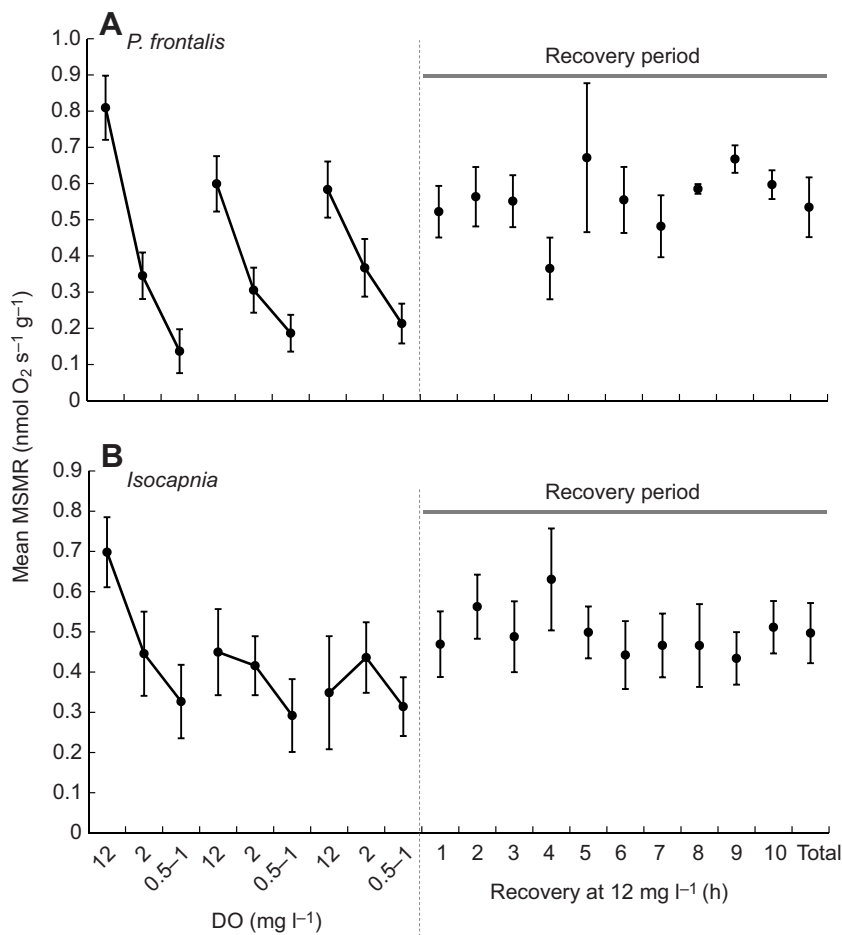 A
P. frontalis
Recovery period
1.0
0.9
0.8
0.7
0.6
0.5
0.4
0.3
0.2
0.1
0
Mean MSMR (nmol O₂ s⁻¹ g⁻¹)
B
Isocapnia
Recovery period
0.9
0.8
0.7
0.6
0.5
0.4
0.3
0.2
0.1
0
12 2 0.5–1 12 2 0.5–1 12 2 0.5–1
1 2 3 4 5 6 7 8 9 10 Total
DO (mg l⁻¹)
Recovery at 12 mg l⁻¹ (h)